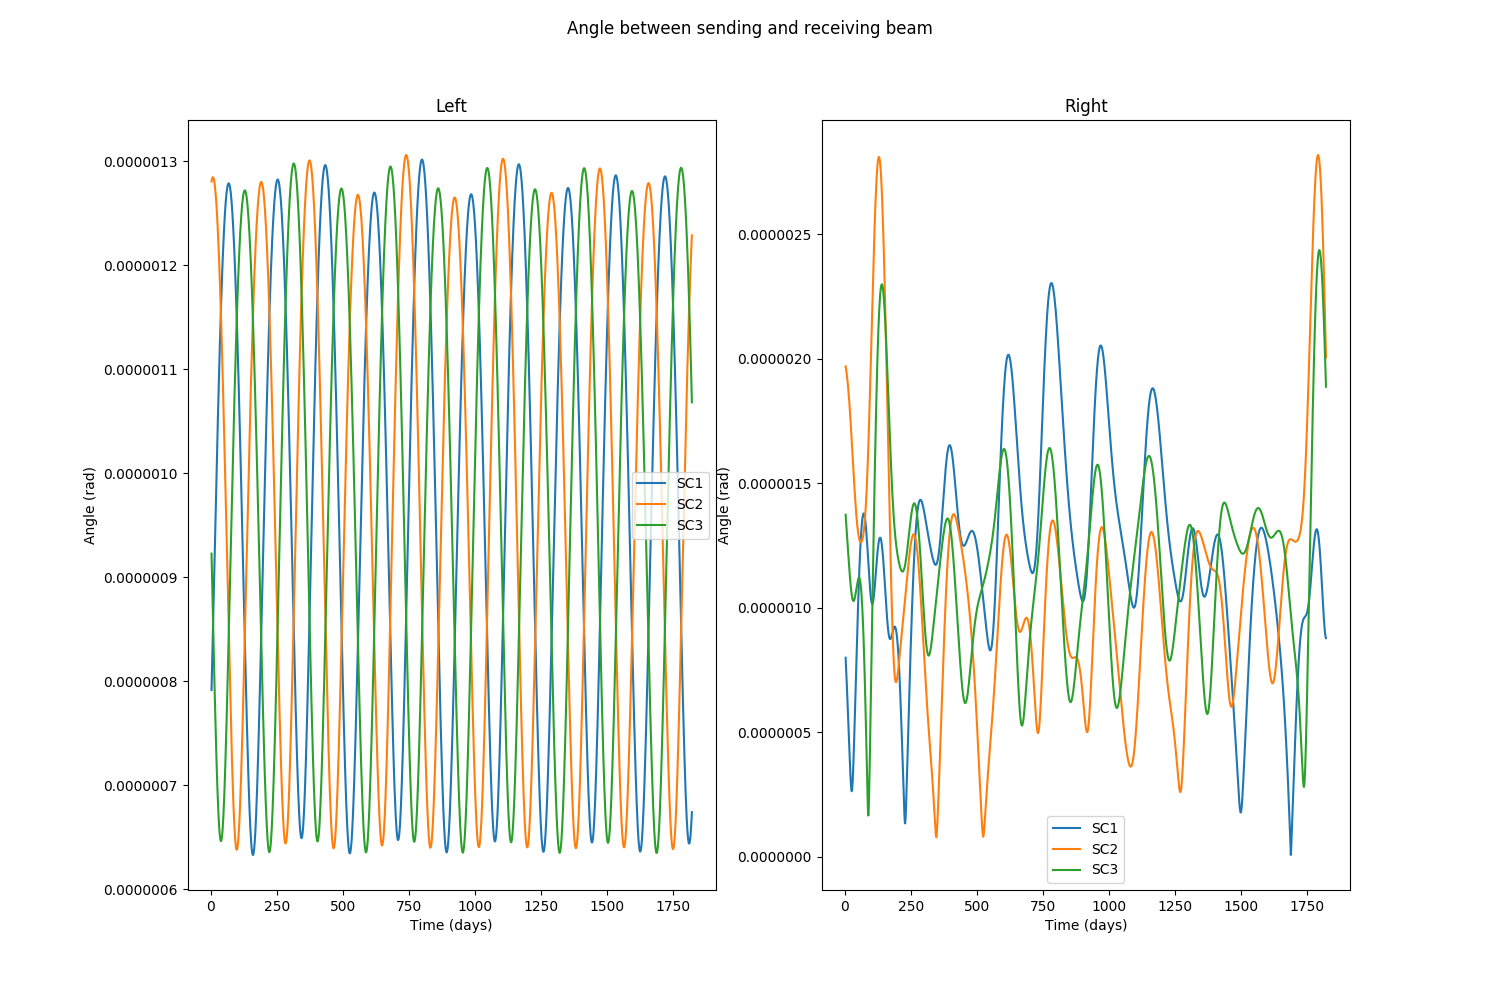 Angle between sending and receiving beam
Left
0.0000013
0.0000012
0.0000011
0.0000010
0.0000009
0.0000008
0.0000007
0.0000006
Angle (rad)
SC1
SC2
SC3
0 250 500 750 1000 1250 1500 1750
Time (days)
Right
0.0000025
0.0000020
0.0000015
0.0000010
0.0000005
0.0000000
Angle (rad)
SC1
SC2
SC3
0 250 500 750 1000 1250 1500 1750
Time (days)